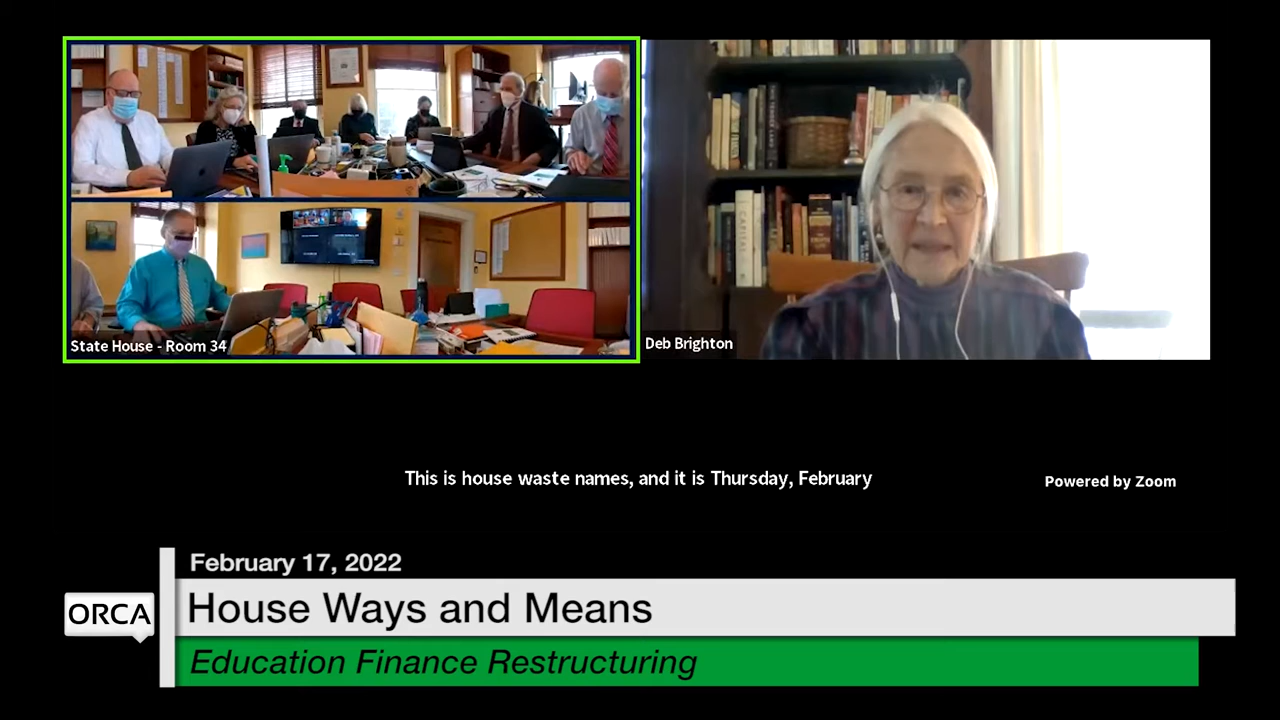 State House - Room 34
Deb Brighton
This is house waste names, and it is Thursday, February
Powered by Zoom
February 17, 2022
ORCA
House Ways and Means
Education Finance Restructuring